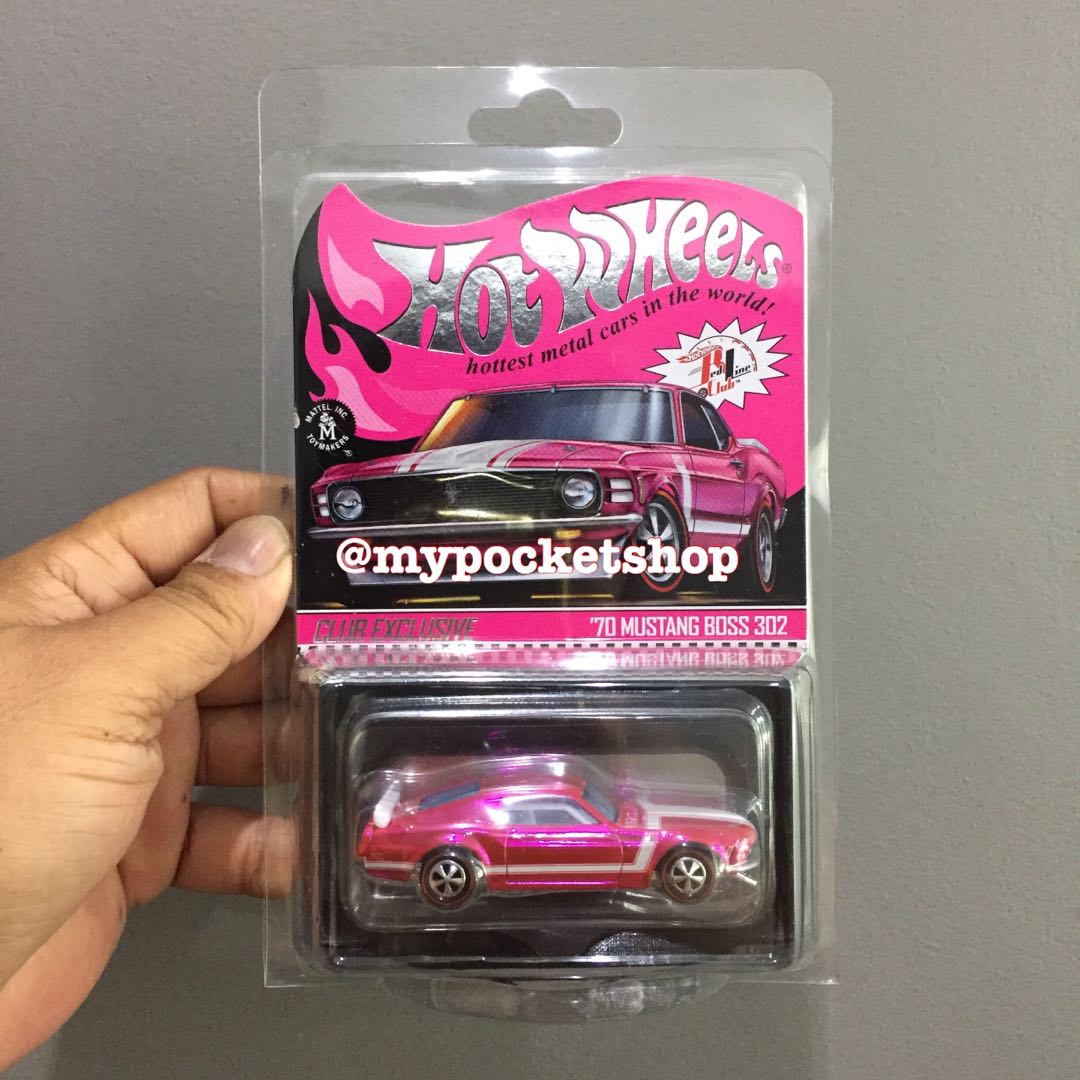 HOT WHEELS®
hottest metal cars in the world!
Red Line
Club™
MATTEL, INC.
M
TOYMAKERS
®
@mypocketshop
CLUB EXCLUSIVE
'70 MUSTANG BOSS 302